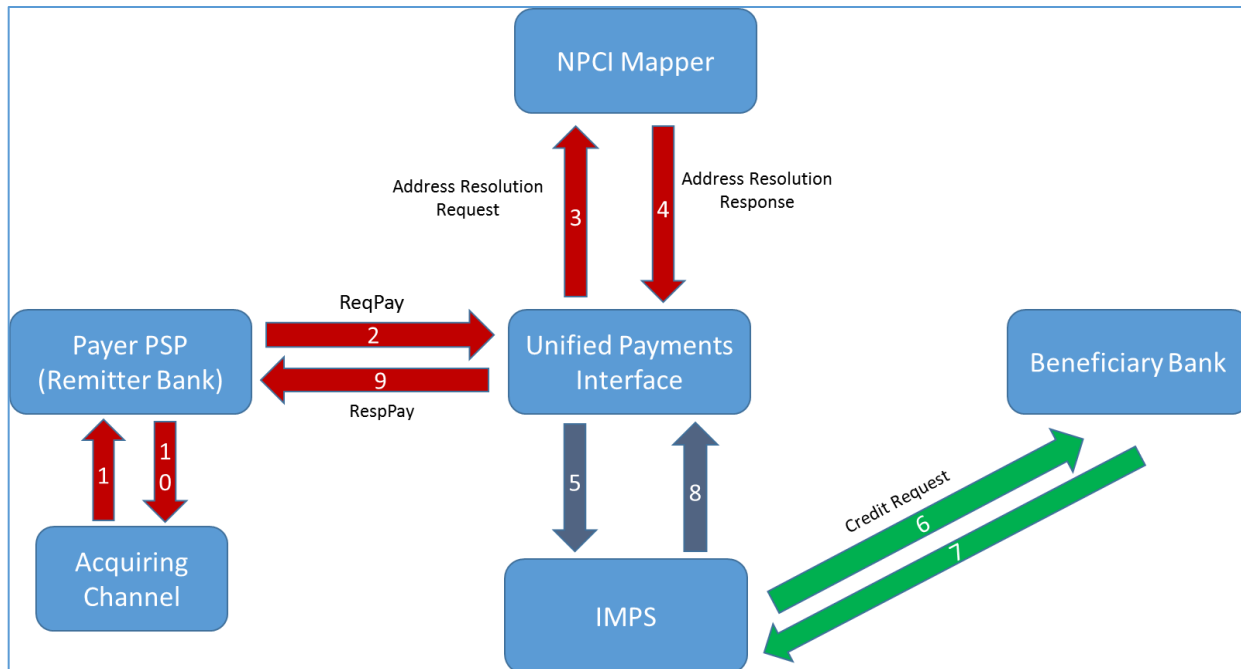 NPCI Mapper
Address Resolution
Request
3
4
Address Resolution
Response
ReqPay
2
9
RespPay
Payer PSP
(Remitter Bank)
Unified Payments
Interface
Beneficiary Bank
1
1
0
5
8
Credit Request
6
7
Acquiring
Channel
IMPS